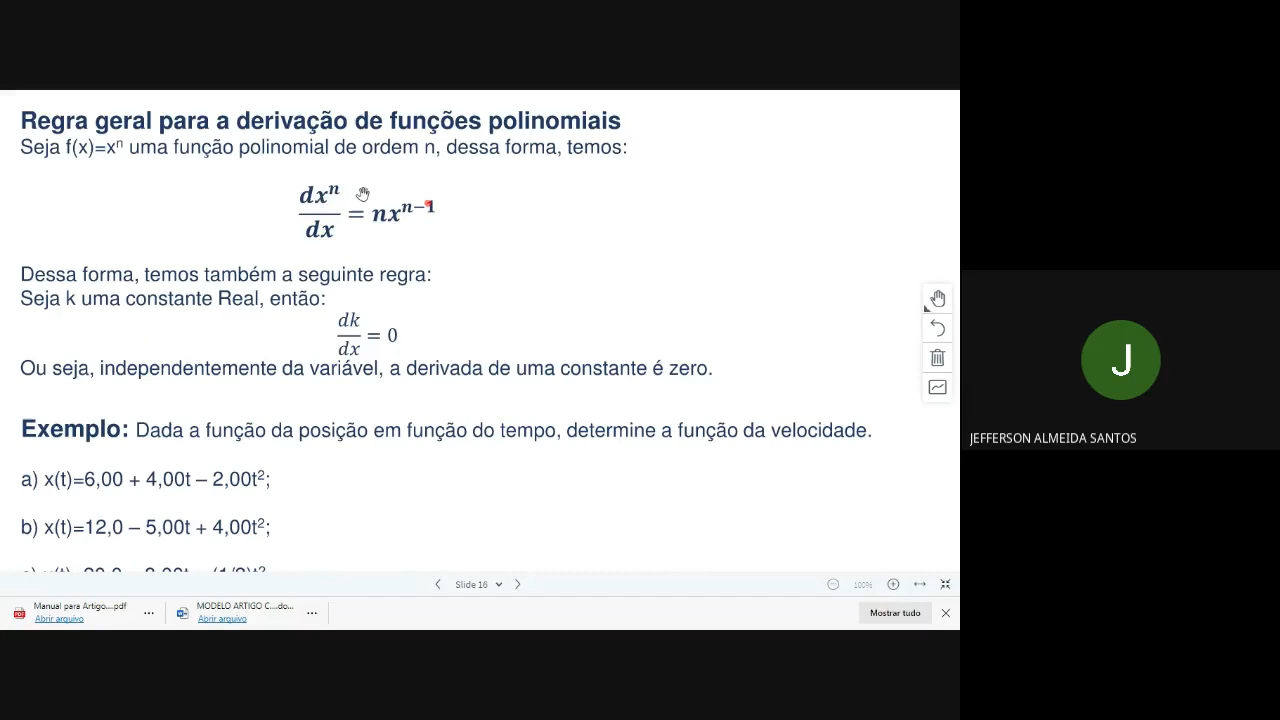 Regra geral para a derivação de funções polinomiais
Seja f(x)=xⁿ uma função polinomial de ordem n, dessa forma, temos:
dxⁿ/dx = nxⁿ⁻¹
Dessa forma, temos também a seguinte regra:
Seja k uma constante Real, então:
dk/dx = 0
Ou seja, independentemente da variável, a derivada de uma constante é zero.
Exemplo: Dada a função da posição em função do tempo, determine a função da velocidade.
a) x(t)=6,00 + 4,00t – 2,00t²;
b) x(t)=12,0 – 5,00t + 4,00t²;
Slide 16
100%
Manual para Artigo....pdf
Abrir arquivo
MODELO ARTIGO C....do...
Abrir arquivo
Mostrar tudo
J
JEFFERSON ALMEIDA SANTOS